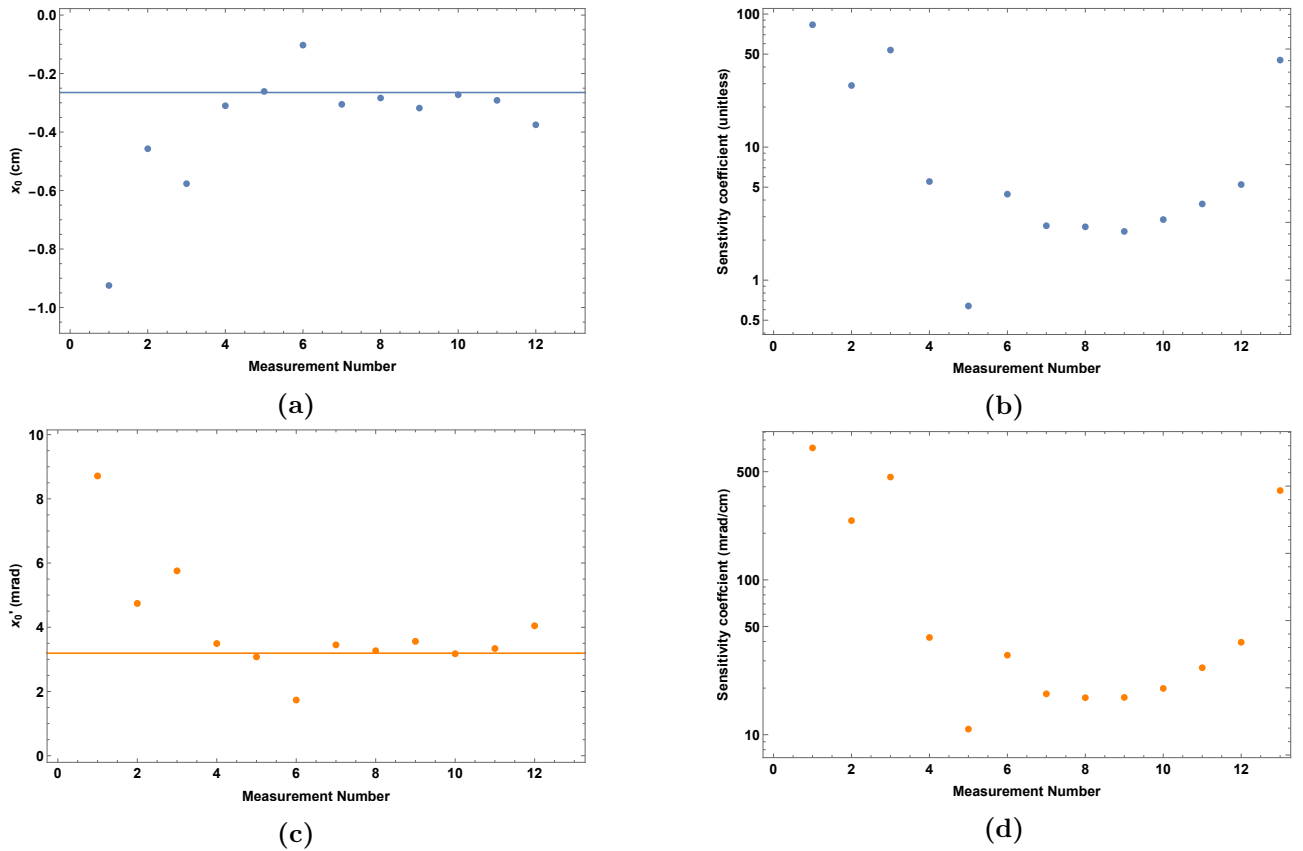 0.0
−0.2
−0.4
−0.6
−0.8
−1.0
x₀ (cm)
0 2 4 6 8 10 12
Measurement Number
(a)
100
50
10
5
1
0.5
Senstivity coefficient (unitless)
0 2 4 6 8 10 12
Measurement Number
(b)
10
8
6
4
2
0
x₀' (mrad)
0 2 4 6 8 10 12
Measurement Number
(c)
500
100
50
10
Sensitivity coeffcient (mrad/cm)
0 2 4 6 8 10 12
Measurement Number
(d)